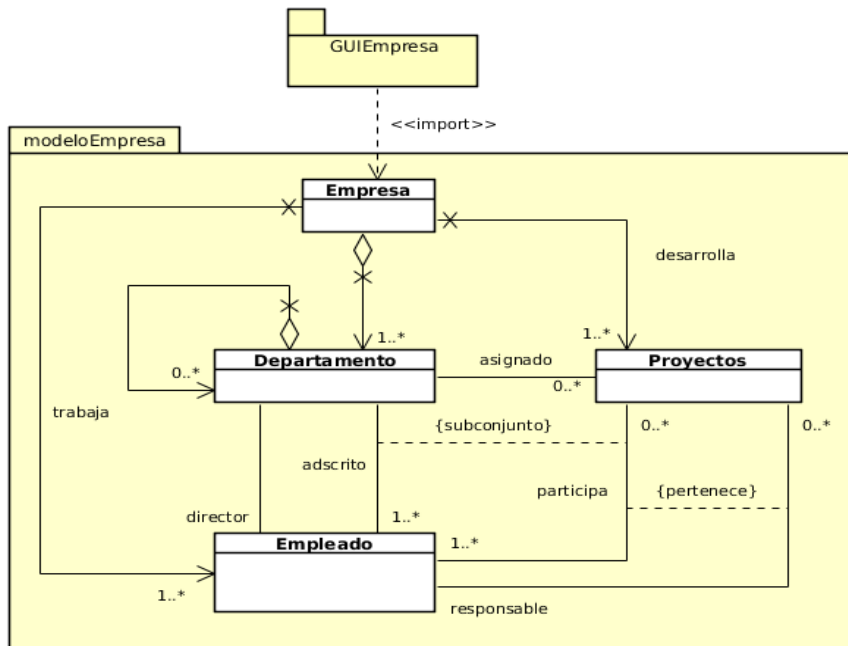 GUIEmpresa
<<import>>
modeloEmpresa
Empresa
desarrolla
1..*
1..*
Departamento
asignado
Proyectos
0..*
0..*
trabaja
{subconjunto}
0..*
0..*
adscrito
participa
{pertenece}
director
1..*
Empleado
1..*
1..*
responsable